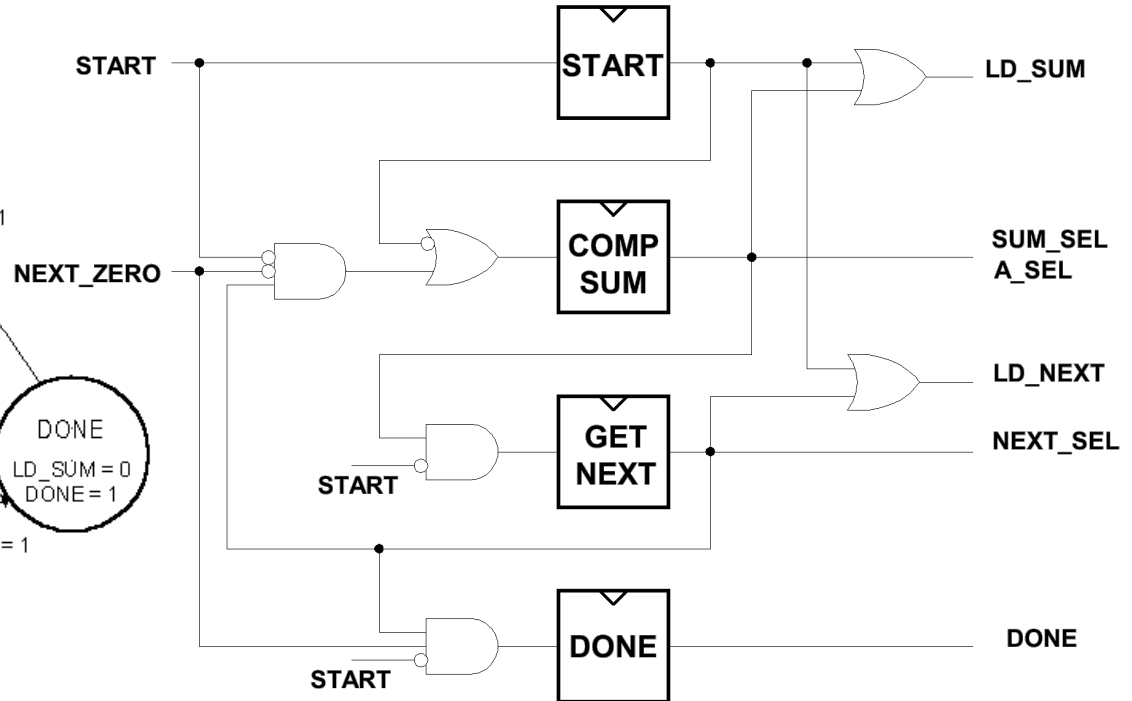 START
START
LD_SUM
1
COMP
SUM
SUM_SEL
A_SEL
NEXT_ZERO
LD_NEXT
DONE
LD_SUM = 0
DONE = 1
GET
NEXT
NEXT_SEL
START
= 1
DONE
DONE
START